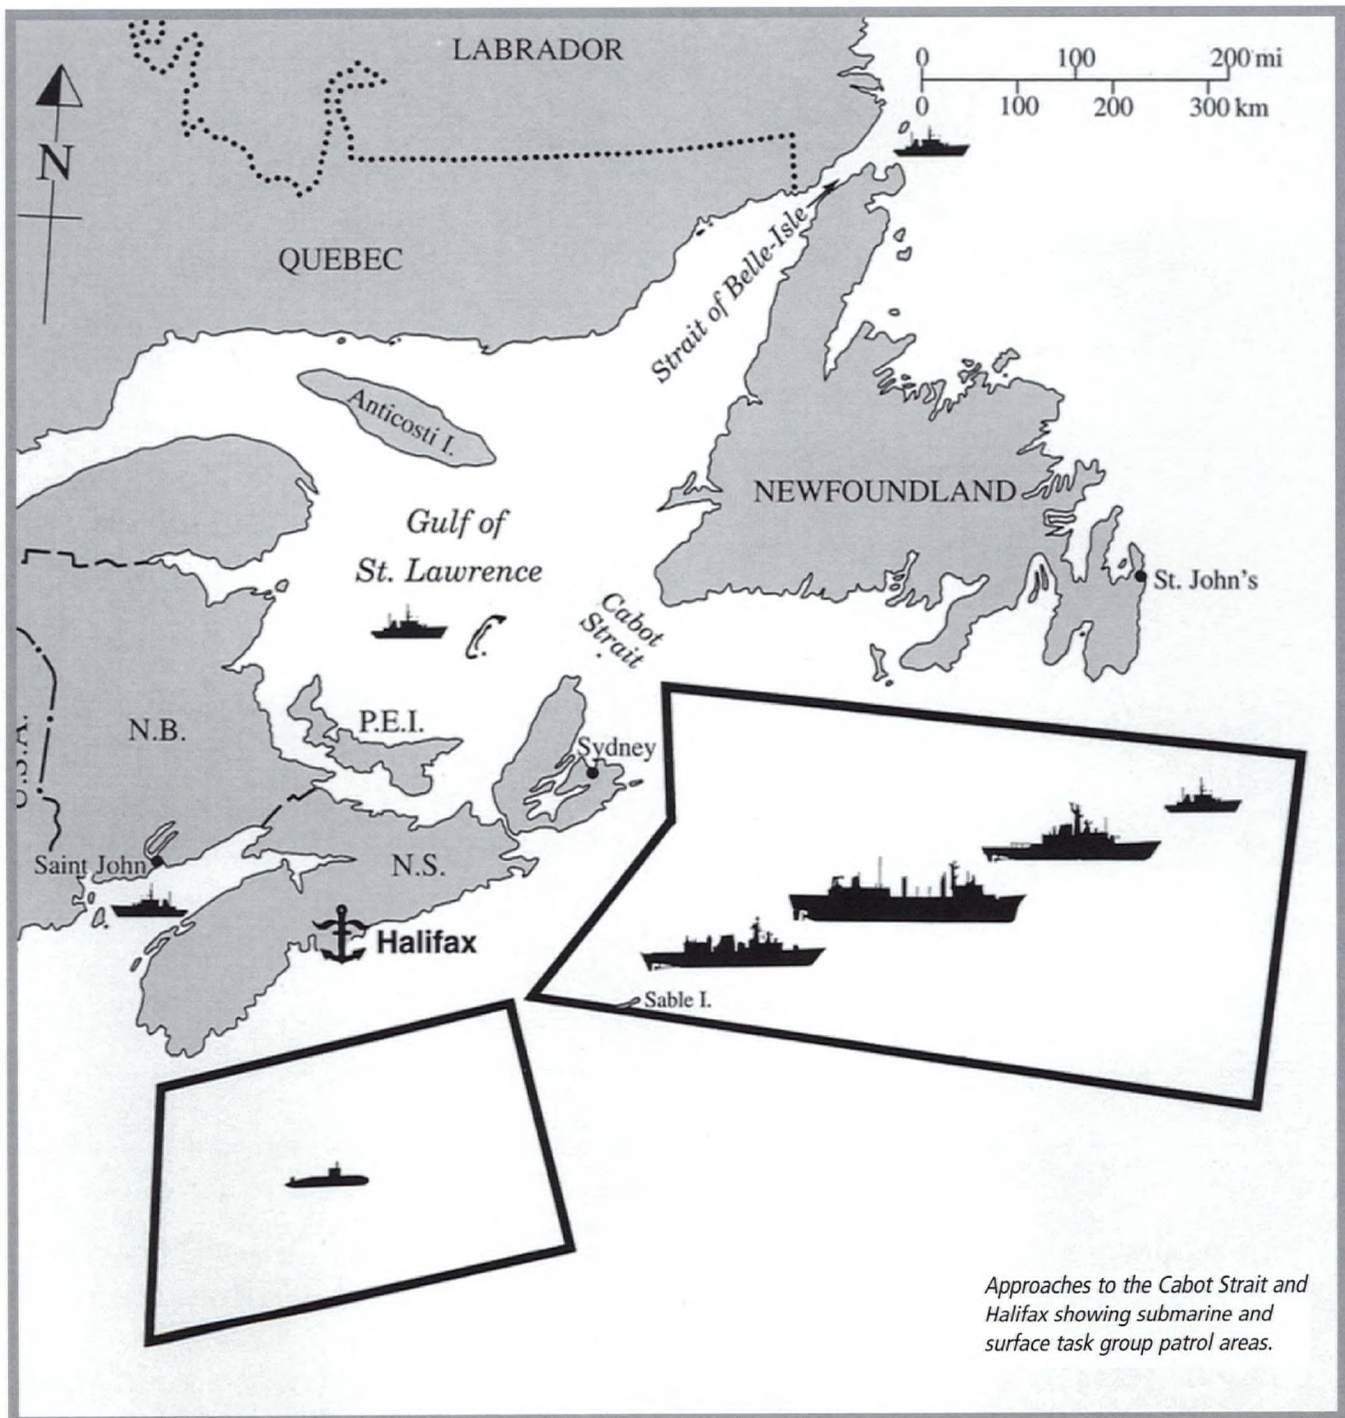 LABRADOR
0 100 200 mi
0 100 200 300 km
N
QUEBEC
Strait of Belle-Isle
Anticosti I.
NEWFOUNDLAND
Gulf of
St. Lawrence
Cabot
Strait
St. John's
U.S.A.
N.B.
P.E.I.
Sydney
Saint John
N.S.
Halifax
Sable I.
Approaches to the Cabot Strait and
Halifax showing submarine and
surface task group patrol areas.